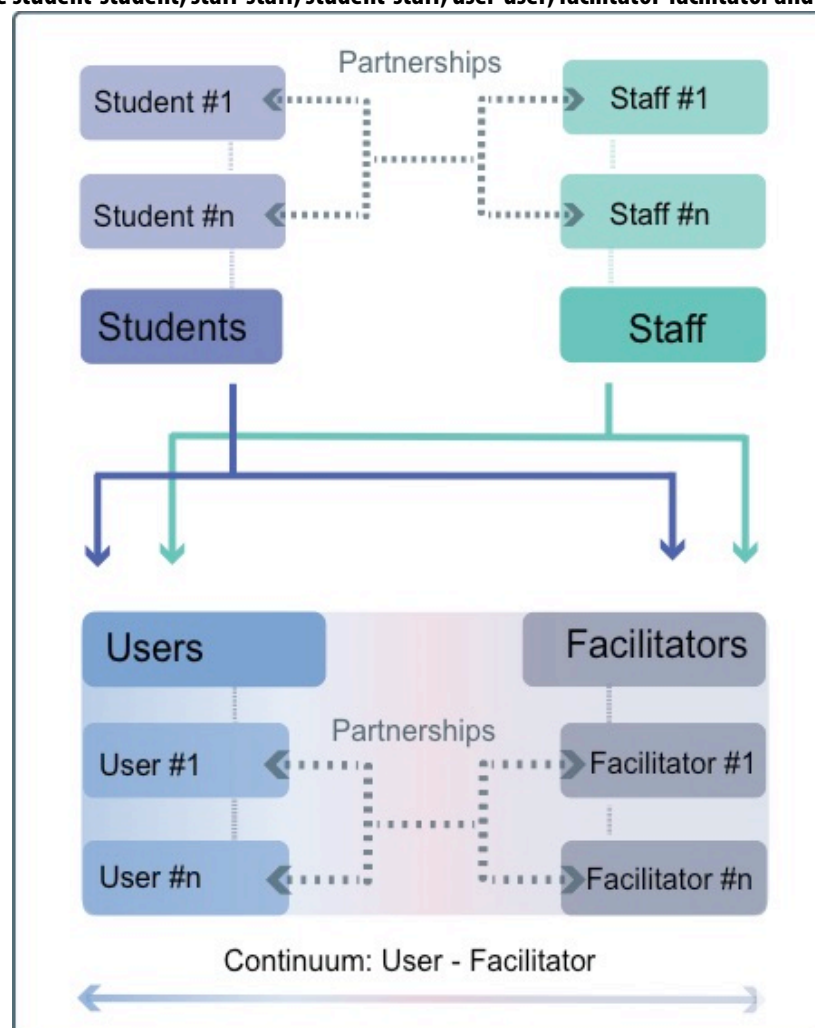 student-student, staff-staff, student-staff, user-user, facilitator-facilitator and
Partnerships
Student #1
Staff #1
Student #n
Staff #n
Students
Staff
Users
Facilitators
Partnerships
User #1
Facilitator #1
User #n
Facilitator #n
Continuum: User - Facilitator